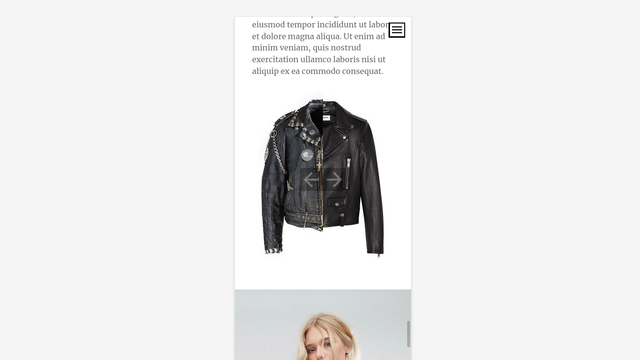 eiusmod tempor incididunt ut labore
et dolore magna aliqua. Ut enim ad
minim veniam, quis nostrud
exercitation ullamco laboris nisi ut
aliquip ex ea commodo consequat.